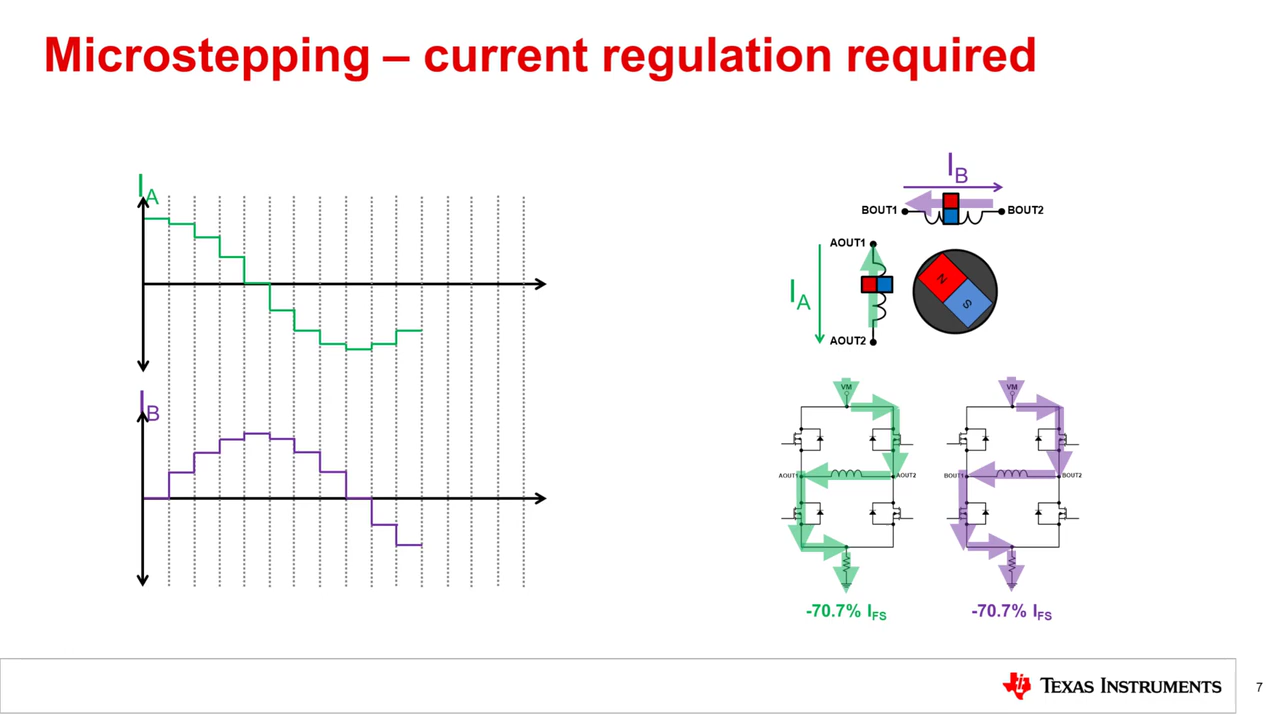 Microstepping – current regulation required
IA
IB
IB
BOUT1
BOUT2
AOUT1
IA
AOUT2
N
S
VM
VM
AOUT1
AOUT2
BOUT1
BOUT2
-70.7% IFS
-70.7% IFS
TEXAS INSTRUMENTS
7